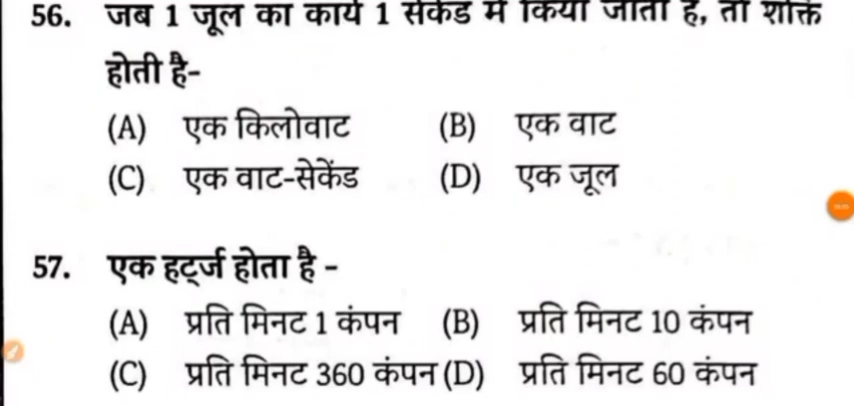 56. जब 1 जूल का कार्य 1 सेकेंड में किया जाता है, तो शक्ति
होती है-
(A) एक किलोवाट (B) एक वाट
(C) एक वाट-सेकेंड (D) एक जूल
57. एक हर्ट्ज होता है -
(A) प्रति मिनट 1 कंपन (B) प्रति मिनट 10 कंपन
(C) प्रति मिनट 360 कंपन (D) प्रति मिनट 60 कंपन